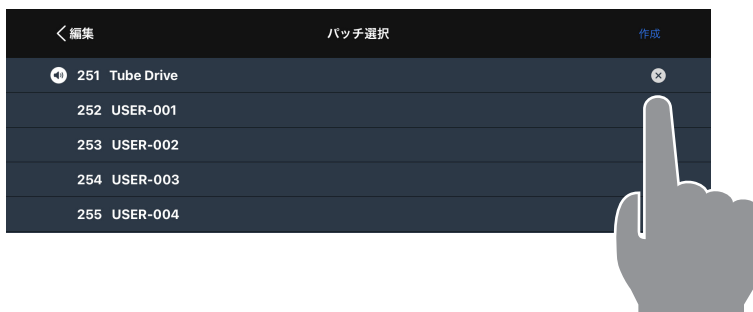 編集 パッチ選択 作成
251 Tube Drive
252 USER-001
253 USER-002
254 USER-003
255 USER-004